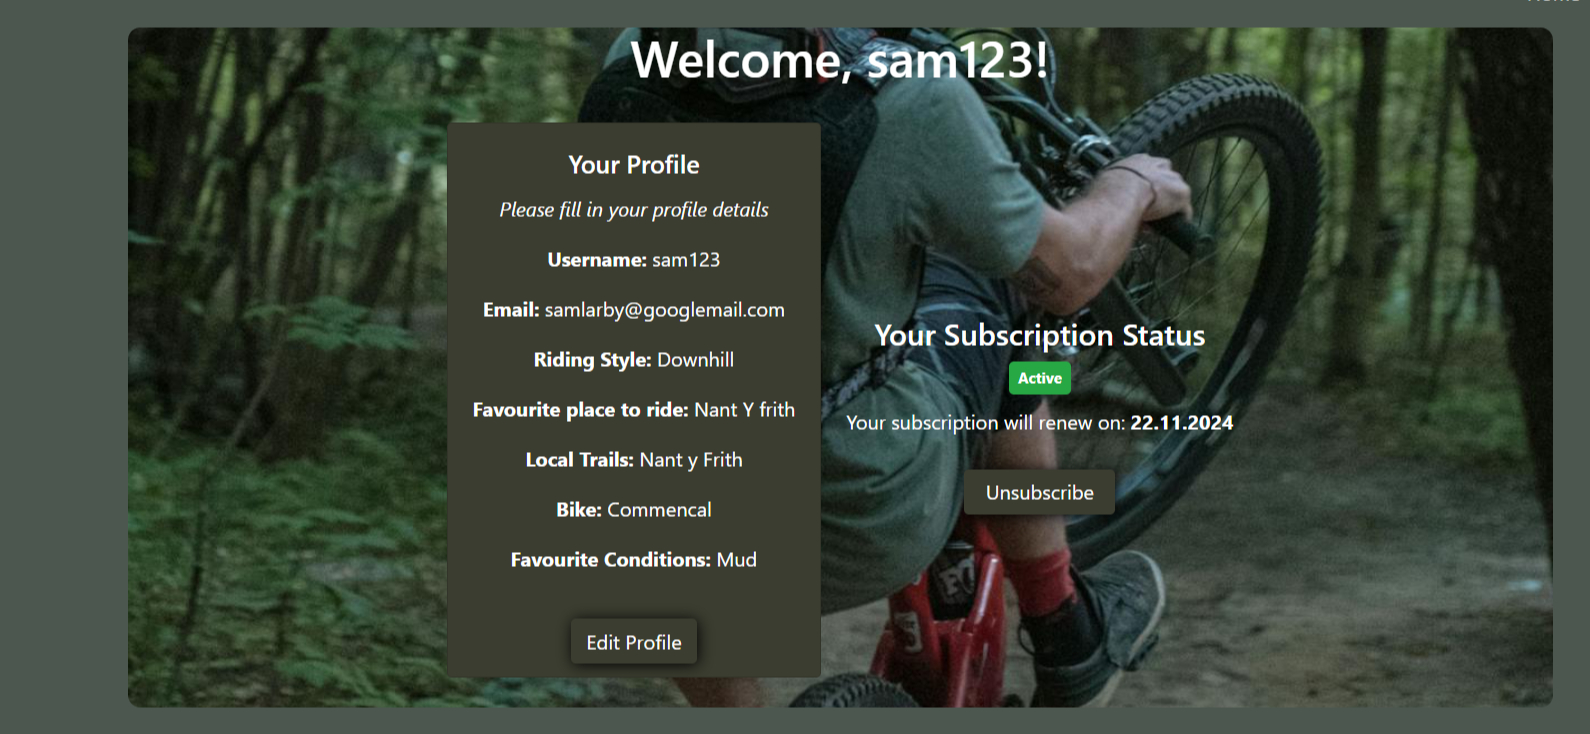 Welcome, sam123!
Your Profile
Please fill in your profile details
Username: sam123
Email: samlarby@googlemail.com
Riding Style: Downhill
Favourite place to ride: Nant Y frith
Local Trails: Nant y Frith
Bike: Commencal
Favourite Conditions: Mud
Edit Profile
Your Subscription Status
Active
Your subscription will renew on: 22.11.2024
Unsubscribe